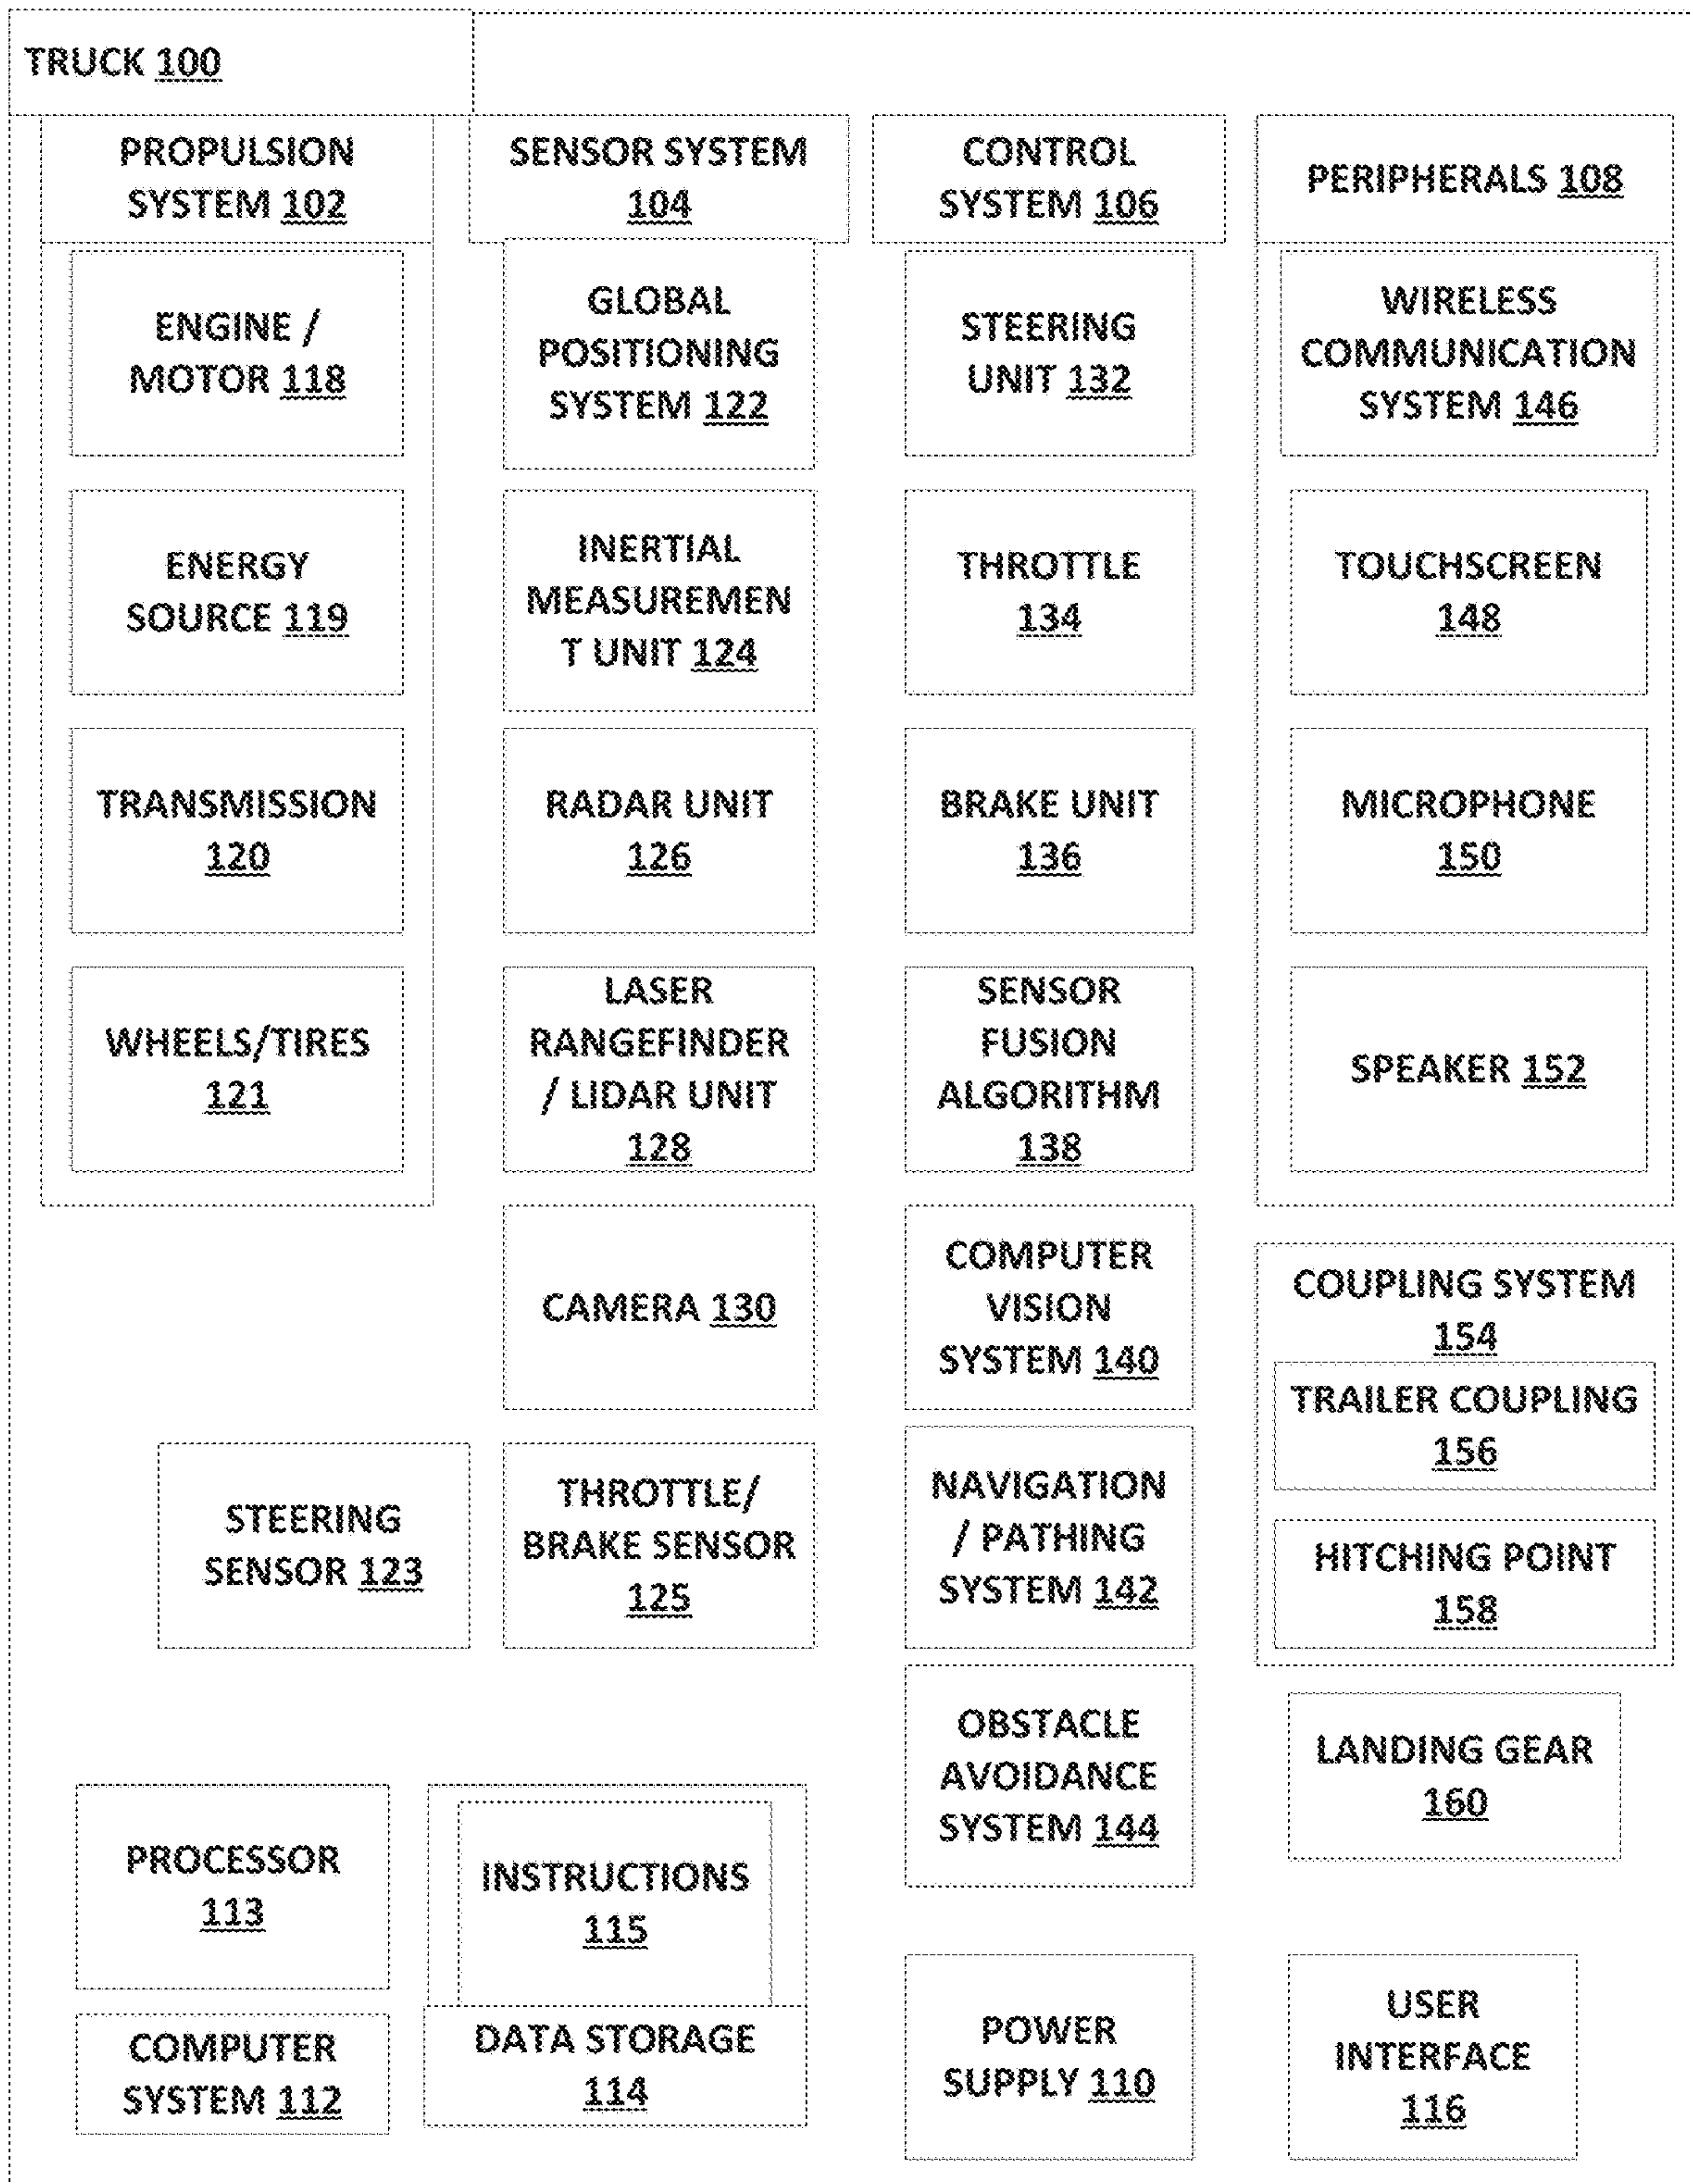 TRUCK 100
PROPULSION
SYSTEM 102
ENGINE /
MOTOR 118
ENERGY
SOURCE 119
TRANSMISSION
120
WHEELS/TIRES
121
SENSOR SYSTEM
104
GLOBAL
POSITIONING
SYSTEM 122
INERTIAL
MEASUREMEN
T UNIT 124
RADAR UNIT
126
LASER
RANGEFINDER
/ LIDAR UNIT
128
CAMERA 130
STEERING
SENSOR 123
THROTTLE/
BRAKE SENSOR
125
CONTROL
SYSTEM 106
STEERING
UNIT 132
THROTTLE
134
BRAKE UNIT
136
SENSOR
FUSION
ALGORITHM
138
COMPUTER
VISION
SYSTEM 140
NAVIGATION
/ PATHING
SYSTEM 142
OBSTACLE
AVOIDANCE
SYSTEM 144
PERIPHERALS 108
WIRELESS
COMMUNICATION
SYSTEM 146
TOUCHSCREEN
148
MICROPHONE
150
SPEAKER 152
COUPLING SYSTEM
154
TRAILER COUPLING
156
HITCHING POINT
158
LANDING GEAR
160
PROCESSOR
113
COMPUTER
SYSTEM 112
INSTRUCTIONS
115
DATA STORAGE
114
POWER
SUPPLY 110
USER
INTERFACE
116